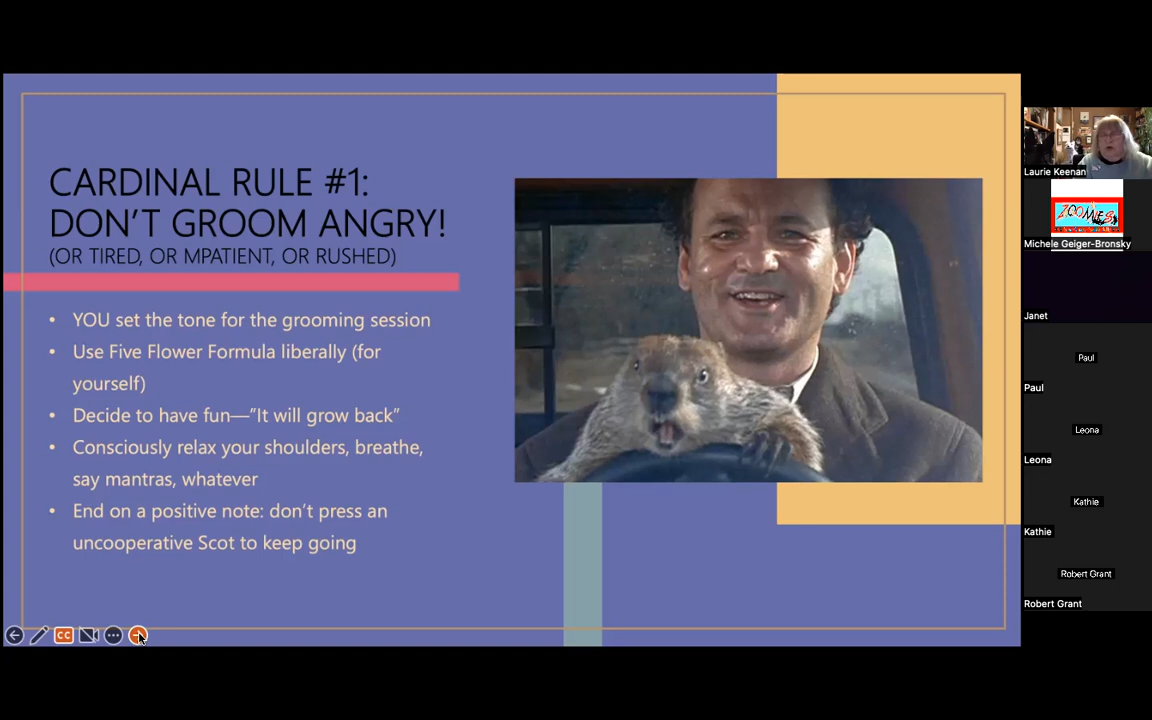 CARDINAL RULE #1:
DON'T GROOM ANGRY!
(OR TIRED, OR MPATIENT, OR RUSHED)
• YOU set the tone for the grooming session
• Use Five Flower Formula liberally (for
yourself)
• Decide to have fun—"It will grow back"
• Consciously relax your shoulders, breathe,
say mantras, whatever
• End on a positive note: don't press an
uncooperative Scot to keep going
CC
Laurie Keenan
ZOOMIES
Michele Geiger-Bronsky
Janet
Paul
Paul
Leona
Leona
Kathie
Kathie
Robert Grant
Robert Grant